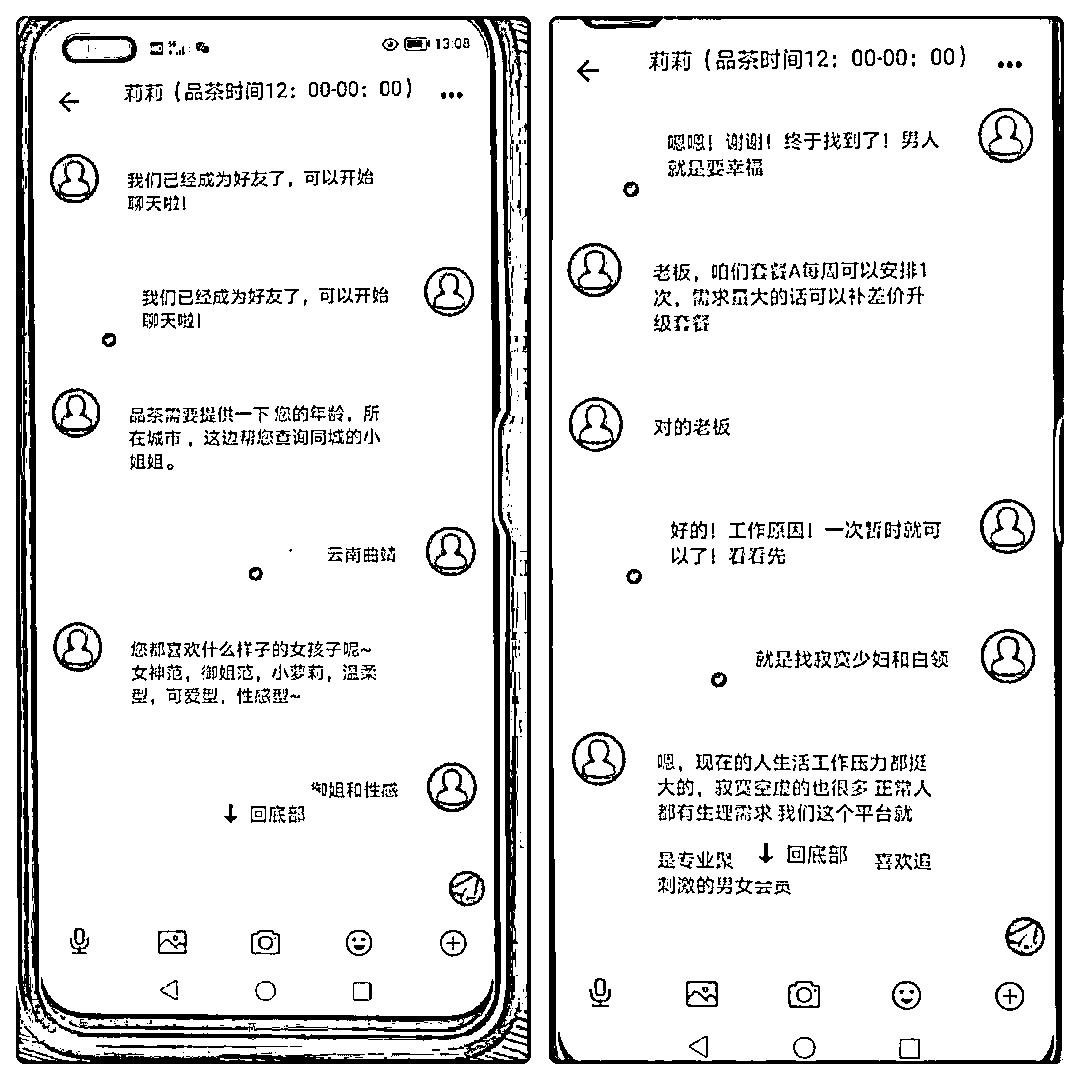 13:08
莉莉（品茶时间12：00-00：00）
我们已经成为好友了，可以开始
聊天啦！
我们已经成为好友了，可以开始
聊天啦！
品茶需要提供一下 您的年龄，所
在城市 ，这边帮您查询同城的小
姐姐。
云南曲靖
您都喜欢什么样子的女孩子呢~
女神范，御姐范，小萝莉，温柔
型，可爱型，性感型~
御姐和性感
回底部
莉莉（品茶时间12：00-00：00）
嗯嗯！谢谢！终于找到了！男人
就是要幸福
老板，咱们套餐A每周可以安排1
次，需求量大的话可以补差价升
级套餐
对的老板
好的！工作原因！一次暂时就可
以了！看看先
就是找寂寞少妇和白领
嗯，现在的人生活工作压力都挺
大的，寂寞空虚的也很多 正常人
都有生理需求 我们这个平台就
是专业聚
回底部
喜欢追
刺激的男女会员